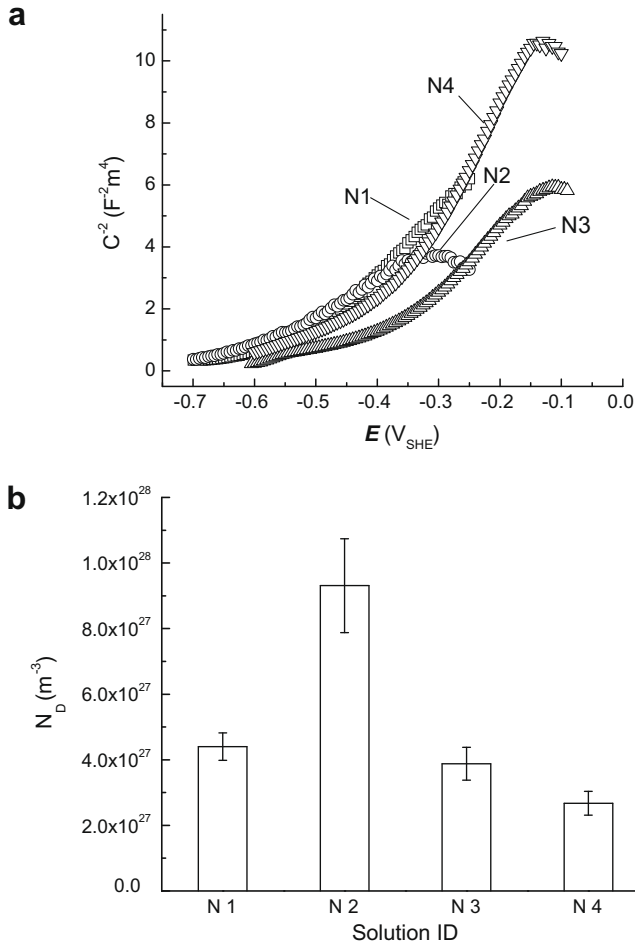 a
C⁻² (F⁻²m⁴)
10
8
6
4
2
0
N4
N1
N2
N3
-0.7 -0.6 -0.5 -0.4 -0.3 -0.2 -0.1 0.0
E (V_SHE)
b
N_D (m⁻³)
1.2x10²⁸
1.0x10²⁸
8.0x10²⁷
6.0x10²⁷
4.0x10²⁷
2.0x10²⁷
0.0
N 1 N 2 N 3 N 4
Solution ID